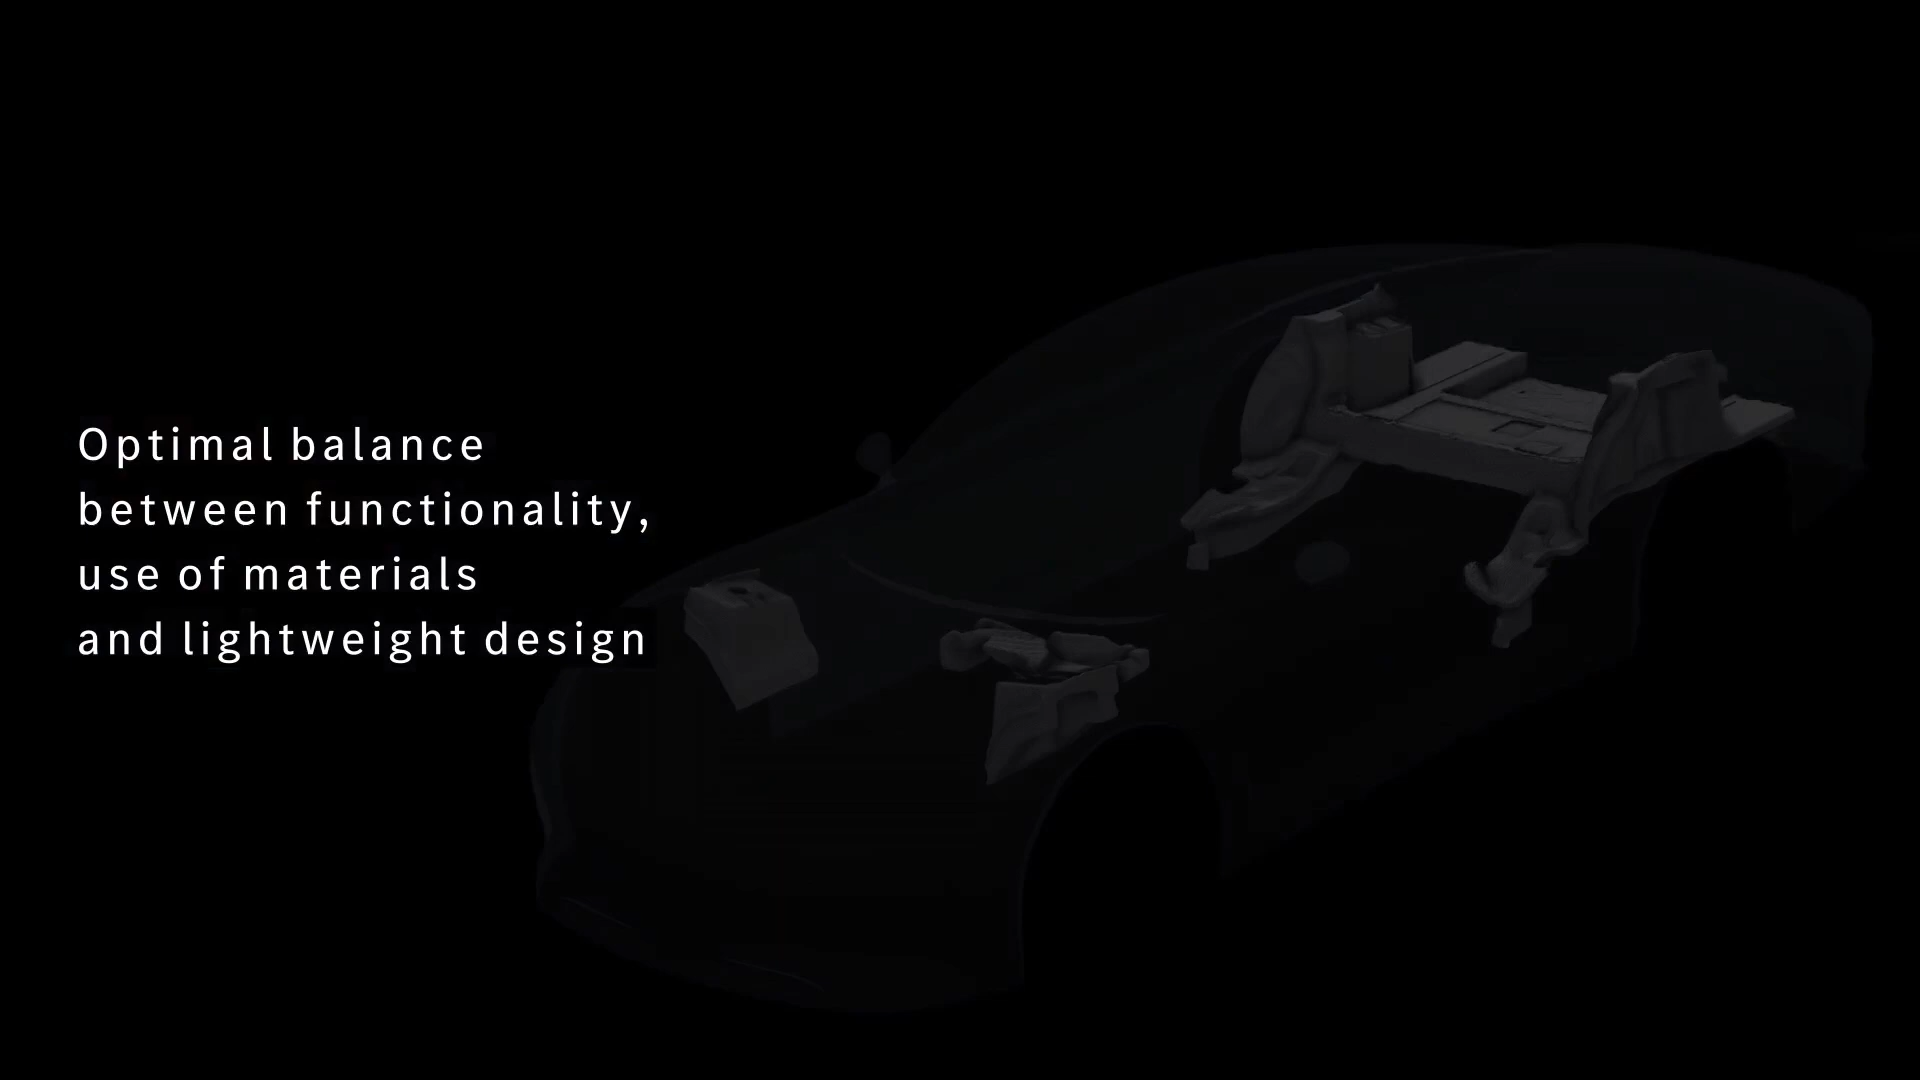 Optimal balance
between functionality,
use of materials
and lightweight design